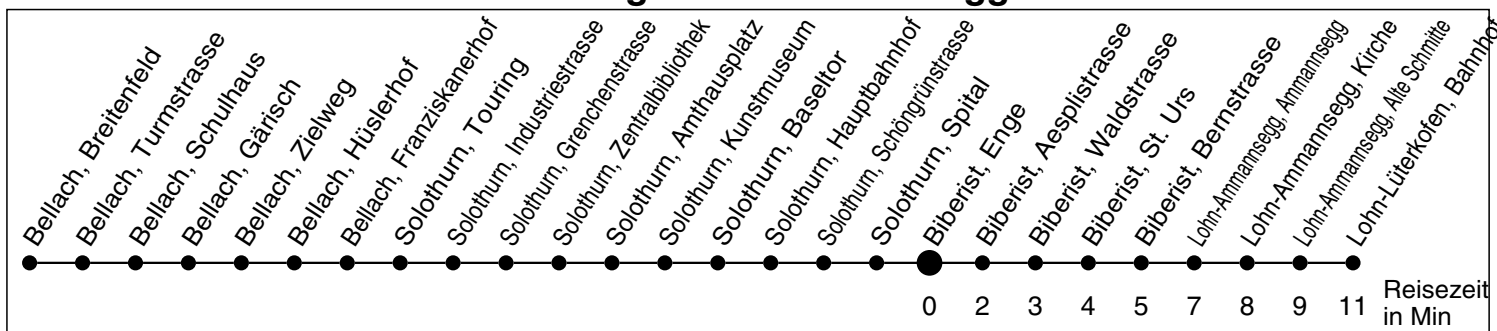 Bellach, Breitenfeld
Bellach, Turmstrasse
Bellach, Schulhaus
Bellach, Gärisch
Bellach, Zielweg
Bellach, Hüslerhof
Bellach, Franziskanerhof
Solothurn, Touring
Solothurn, Industriestrasse
Solothurn, Grenchenstrasse
Solothurn, Zentralbibliothek
Solothurn, Amthausplatz
Solothurn, Kunstmuseum
Solothurn, Baseltor
Solothurn, Hauptbahnhof
Solothurn, Schöngrünstrasse
Solothurn, Spital
Biberist, Enge
Biberist, Aesplistrasse
Biberist, Waldstrasse
Biberist, St. Urs
Biberist, Bernstrasse
Lohn-Ammannsegg, Ammannsegg
Lohn-Ammannsegg, Kirche
Lohn-Ammannsegg, Alte Schmitte
Lohn-Lüterkofen, Bahnhof
0 2 3 4 5 7 8 9 11
Reisezeit
in Min